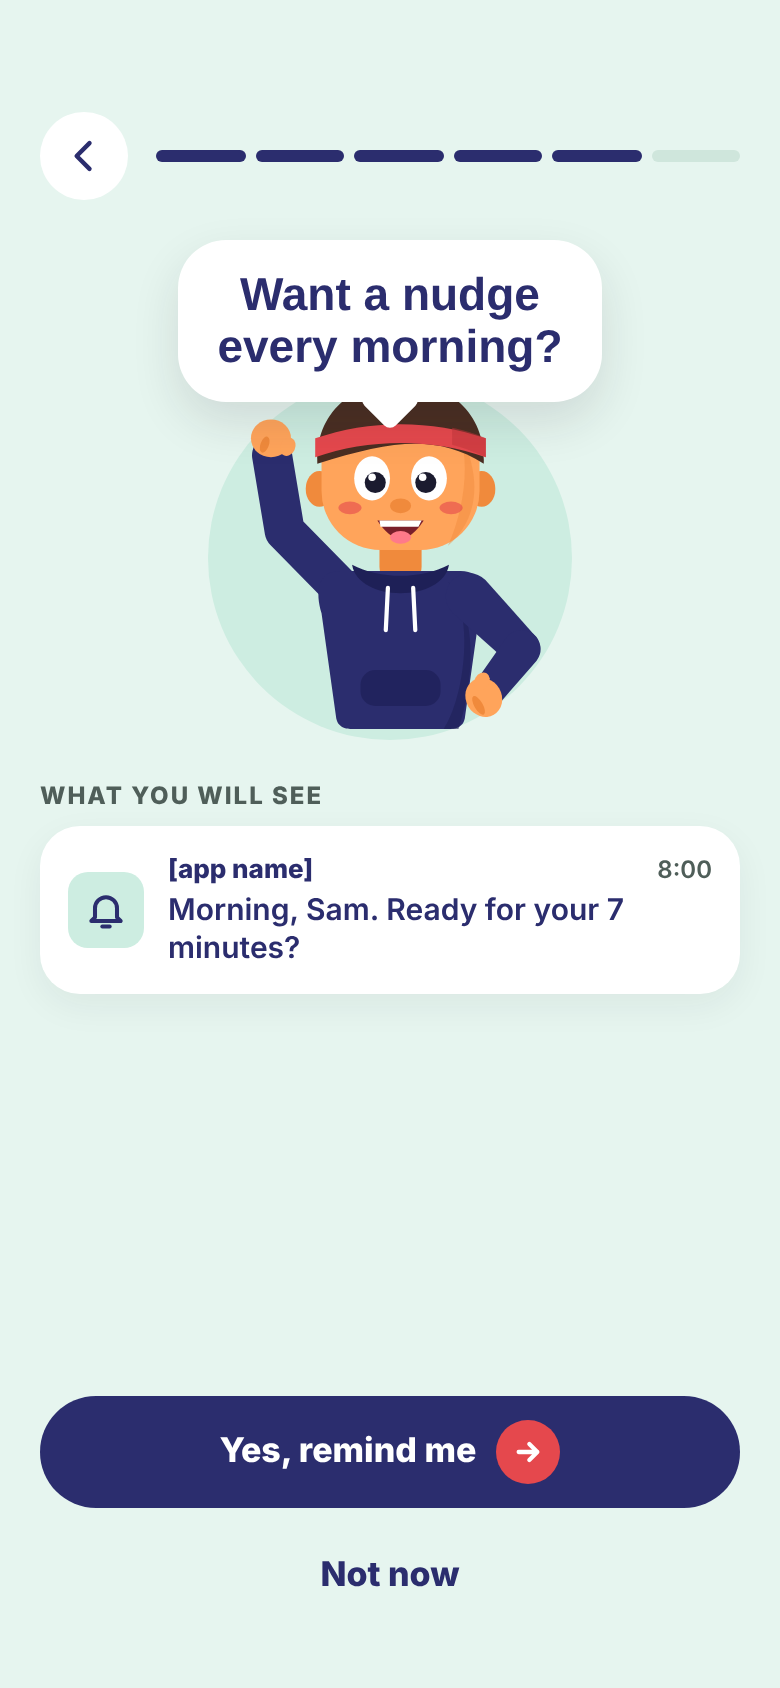 Want a nudge
every morning?
WHAT YOU WILL SEE
[app name] 8:00
Morning, Sam. Ready for your 7
minutes?
Yes, remind me
Not now